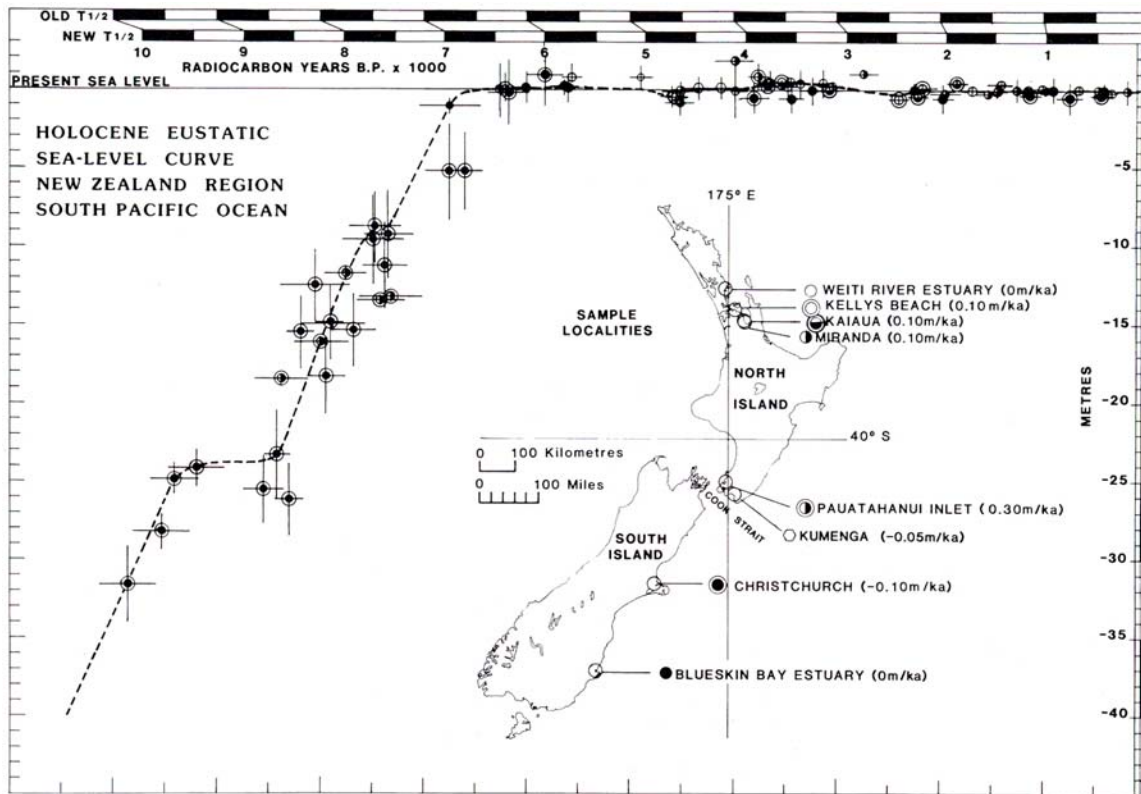 OLD T1/2
NEW T1/2
10 9 8 7 6 5 4 3 2 1
RADIOCARBON YEARS B.P. x 1000
PRESENT SEA LEVEL
HOLOCENE EUSTATIC
SEA-LEVEL CURVE
NEW ZEALAND REGION
SOUTH PACIFIC OCEAN
-5
-10
-15
-20
-25
-30
-35
-40
METRES
175° E
40° S
SAMPLE
LOCALITIES
WEITI RIVER ESTUARY (0m/ka)
KELLYS BEACH (0.10m/ka)
KAIAUA (0.10m/ka)
MIRANDA (0.10m/ka)
NORTH
ISLAND
0 100 Kilometres
0 100 Miles
COOK STRAIT
PAUATAHANUI INLET (0.30m/ka)
KUMENGA (-0.05m/ka)
SOUTH
ISLAND
CHRISTCHURCH (-0.10m/ka)
BLUESKIN BAY ESTUARY (0m/ka)